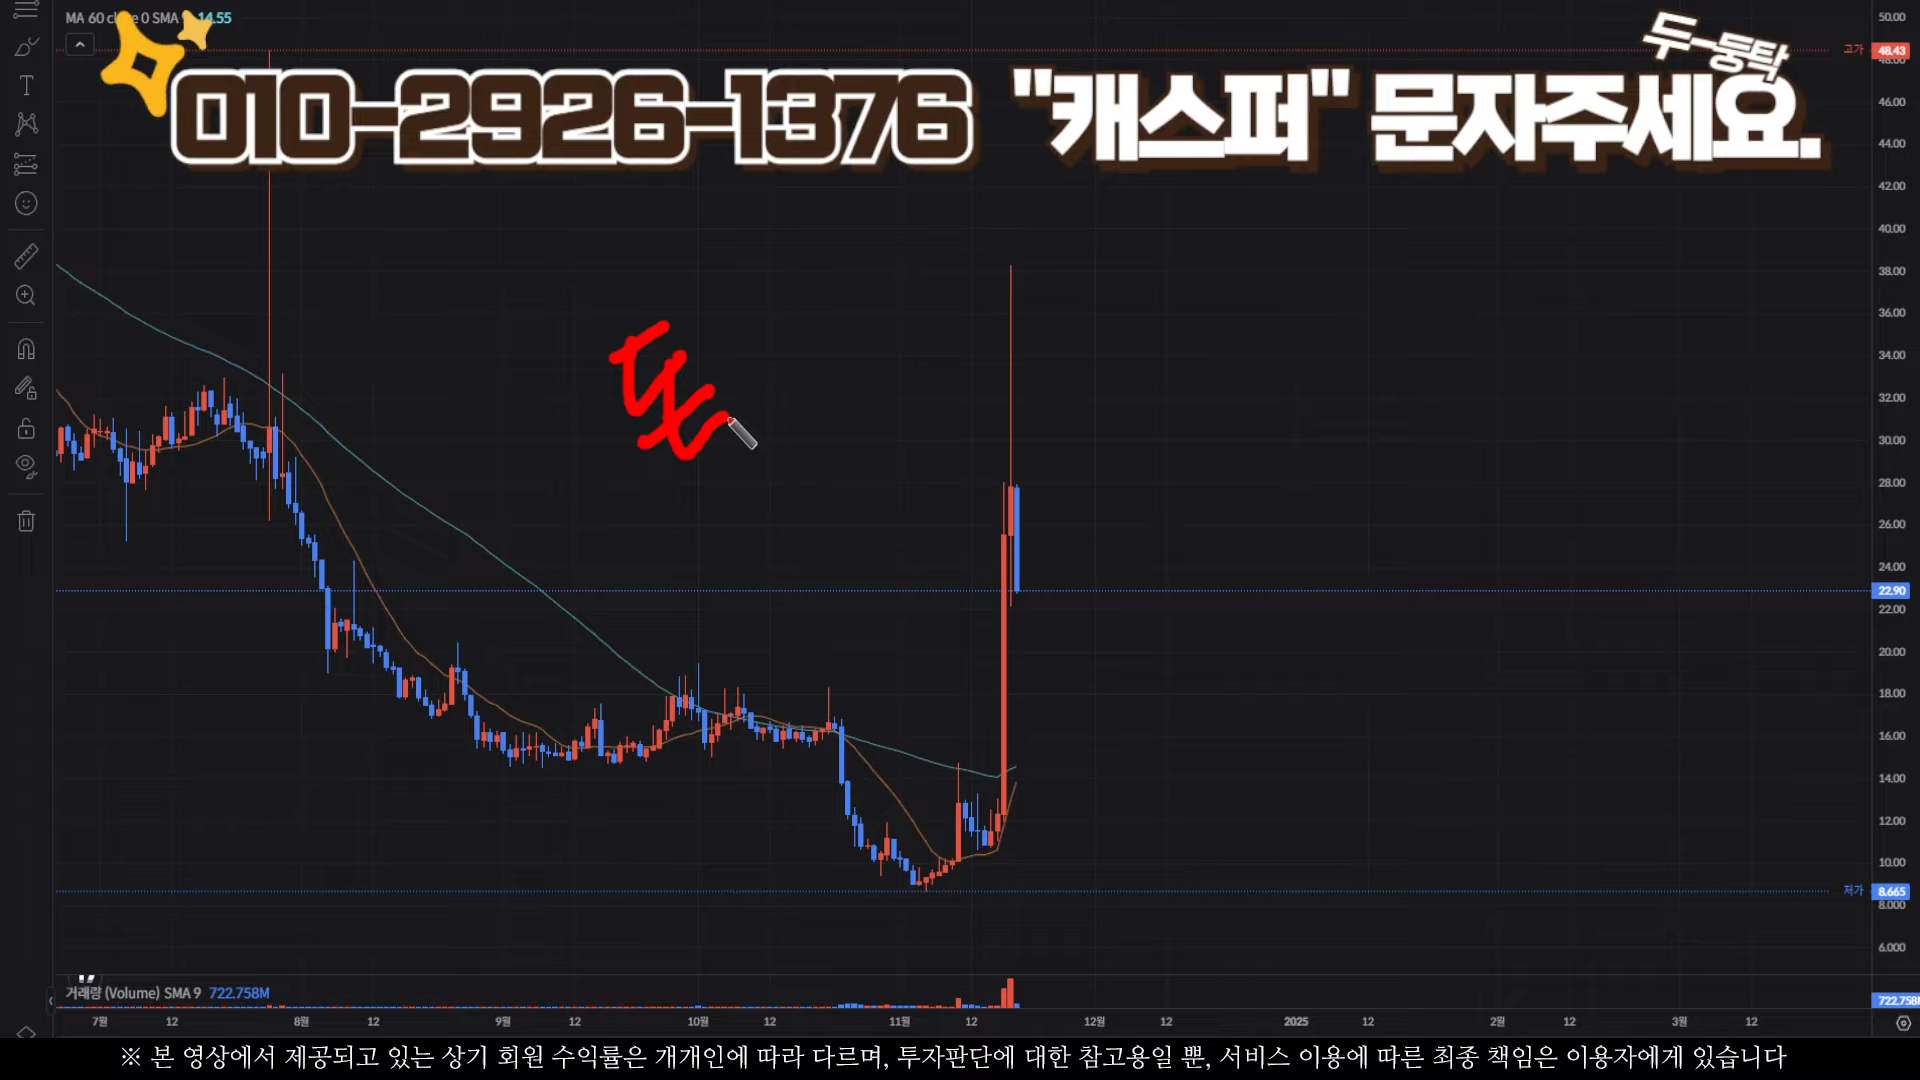 MA 60 close 0 SMA 9 14.55
두-둥탁
010-2926-1376 "캐스퍼" 문자주세요.
50.00
고가 48.43
48.00
46.00
44.00
42.00
40.00
38.00
36.00
34.00
32.00
30.00
28.00
26.00
24.00
22.90
22.00
20.00
18.00
16.00
14.00
12.00
10.00
저가 8.665
8.000
6.000
거래량 (Volume) SMA 9 722.758M
722.758M
7월 12 8월 12 9월 12 10월 12 11월 12 12월 12 2025 12 2월 12 3월 12
※ 본 영상에서 제공되고 있는 상기 회원 수익률은 개개인에 따라 다르며, 투자판단에 대한 참고용일 뿐, 서비스 이용에 따른 최종 책임은 이용자에게 있습니다